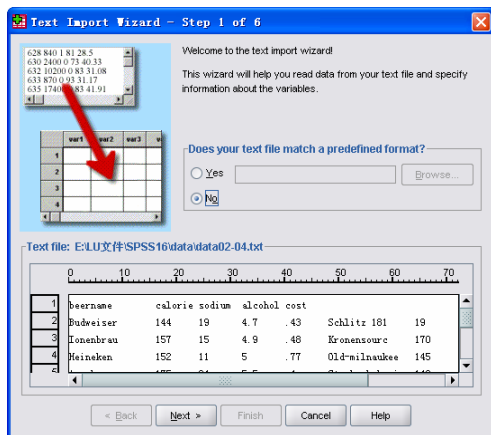 Text Import Wizard - Step 1 of 6
628 840 1 81 28.5
630 2400 0 73 40.33
632 10200 0 83 31.08
633 870 0 93 31.17
635 1740 0 83 41.91
var1 var2 var3 v
1
2
3
4
Welcome to the text import wizard!
This wizard will help you read data from your text file and specify
information about the variables.
Does your text file match a predefined format?
Yes
Browse...
No
Text file: E:\LU文件\SPSS16\data\data02-04.txt
0 10 20 30 40 50 60 70
1 beername calorie sodium alcohol cost
2 Budweiser 144 19 4.7 .43 Schlitz 181 19
3 Ionenbrau 157 15 4.9 .48 Kronensourc 170
4 Heineken 152 11 5 .77 Old-milnaukee 145
< Back Next > Finish Cancel Help